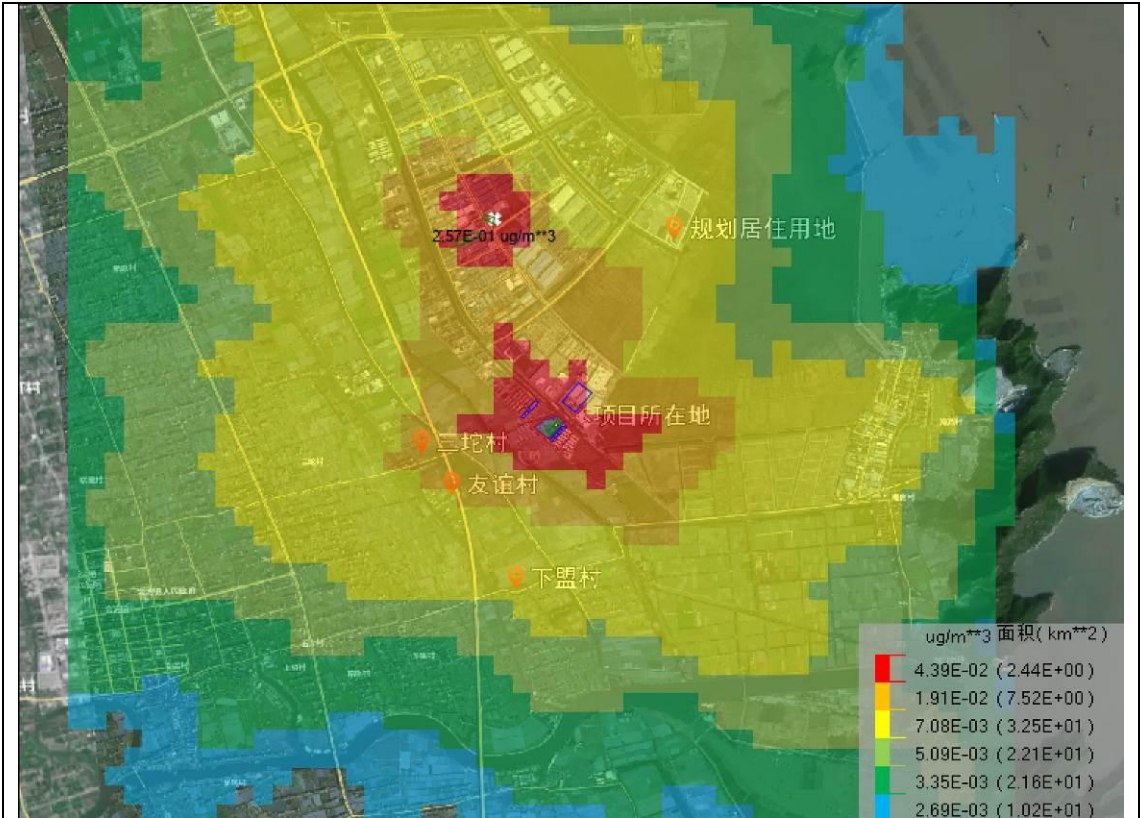 2.57E-01 ug/m**3
规划居住用地
项目所在地
二坨村
友谊村
下盟村
ug/m**3 面积(km**2)
4.39E-02 (2.44E+00)
1.91E-02 (7.52E+00)
7.08E-03 (3.25E+01)
5.09E-03 (2.21E+01)
3.35E-03 (2.16E+01)
2.69E-03 (1.02E+01)